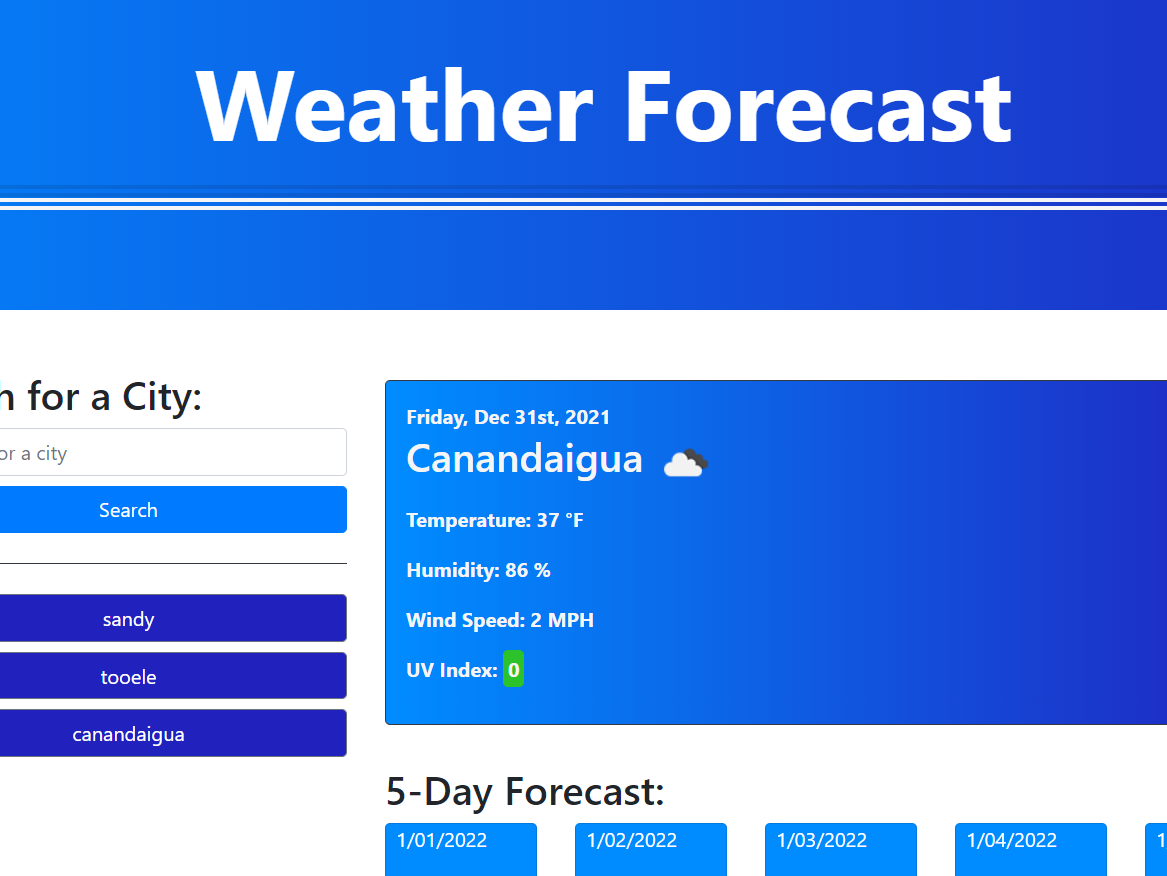 Weather Forecast
h for a City:
or a city
Search
sandy
tooele
canandaigua
Friday, Dec 31st, 2021
Canandaigua
Temperature: 37 °F
Humidity: 86 %
Wind Speed: 2 MPH
UV Index: 0
5-Day Forecast:
1/01/2022
1/02/2022
1/03/2022
1/04/2022
1